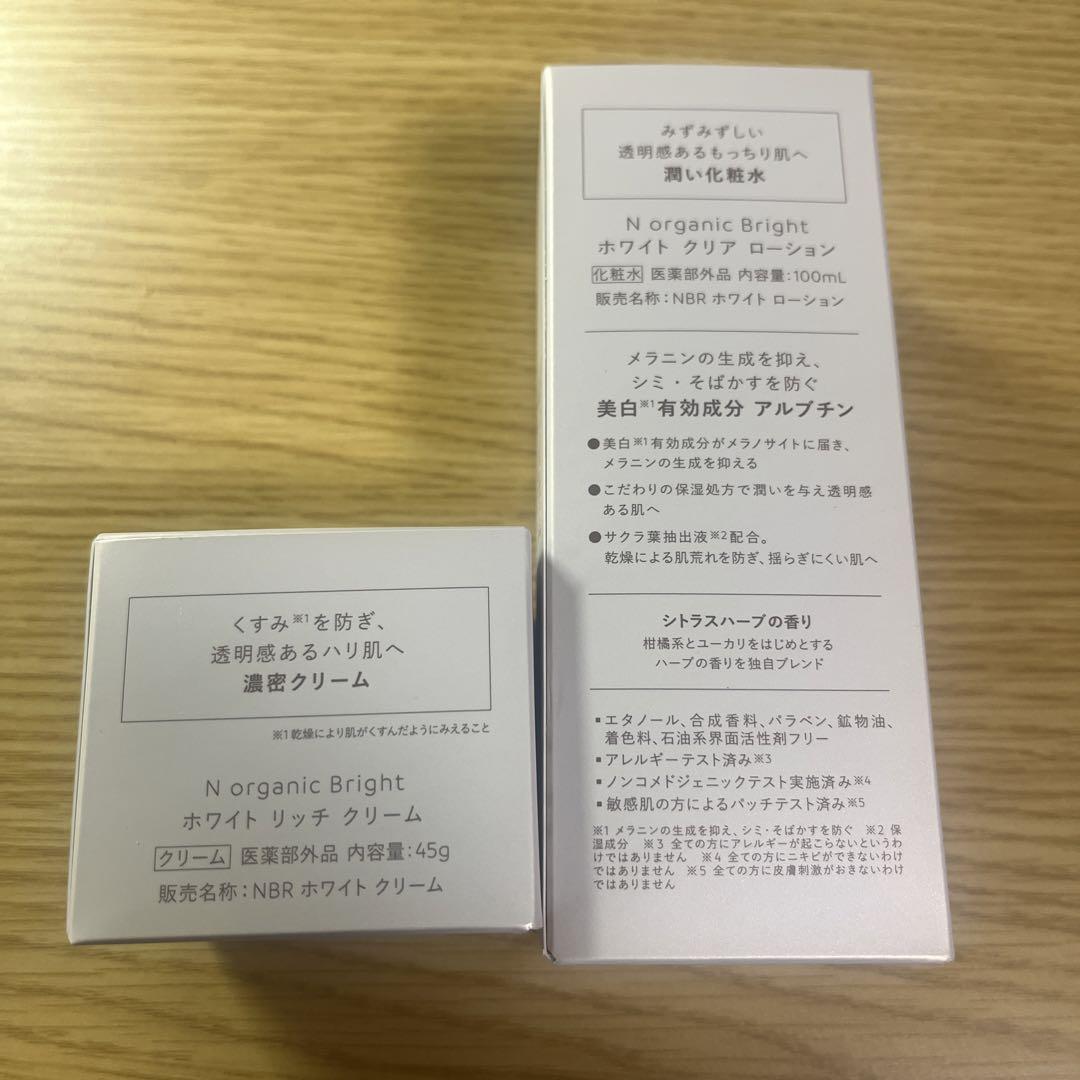 みずみずしい
透明感あるもっちり肌へ
潤い化粧水
N organic Bright
ホワイト クリア ローション
化粧水 医薬部外品 内容量:100mL
販売名称:NBR ホワイト ローション
メラニンの生成を抑え、
シミ・そばかすを防ぐ
美白※1有効成分 アルブチン
●美白※1有効成分がメラノサイトに届き、
メラニンの生成を抑える
●こだわりの保湿処方で潤いを与え透明感
ある肌へ
●サクラ葉抽出液※2配合。
乾燥による肌荒れを防ぎ、揺らぎにくい肌へ
シトラスハーブの香り
柑橘系とユーカリをはじめとする
ハーブの香りを独自ブレンド
▪エタノール、合成香料、パラベン、鉱物油、
着色料、石油系界面活性剤フリー
▪アレルギーテスト済み※3
▪ノンコメドジェニックテスト実施済み※4
▪敏感肌の方によるパッチテスト済み※5
※1 メラニンの生成を抑え、シミ・そばかすを防ぐ ※2 保
湿成分 ※3 全ての方にアレルギーが起こらないというわ
けではありません ※4 全ての方にニキビができないわけ
ではありません ※5 全ての方に皮膚刺激がおきないわけ
ではありません
くすみ※1を防ぎ、
透明感あるハリ肌へ
濃密クリーム
※1 乾燥により肌がくすんだようにみえること
N organic Bright
ホワイト リッチ クリーム
クリーム 医薬部外品 内容量:45g
販売名称:NBR ホワイト クリーム